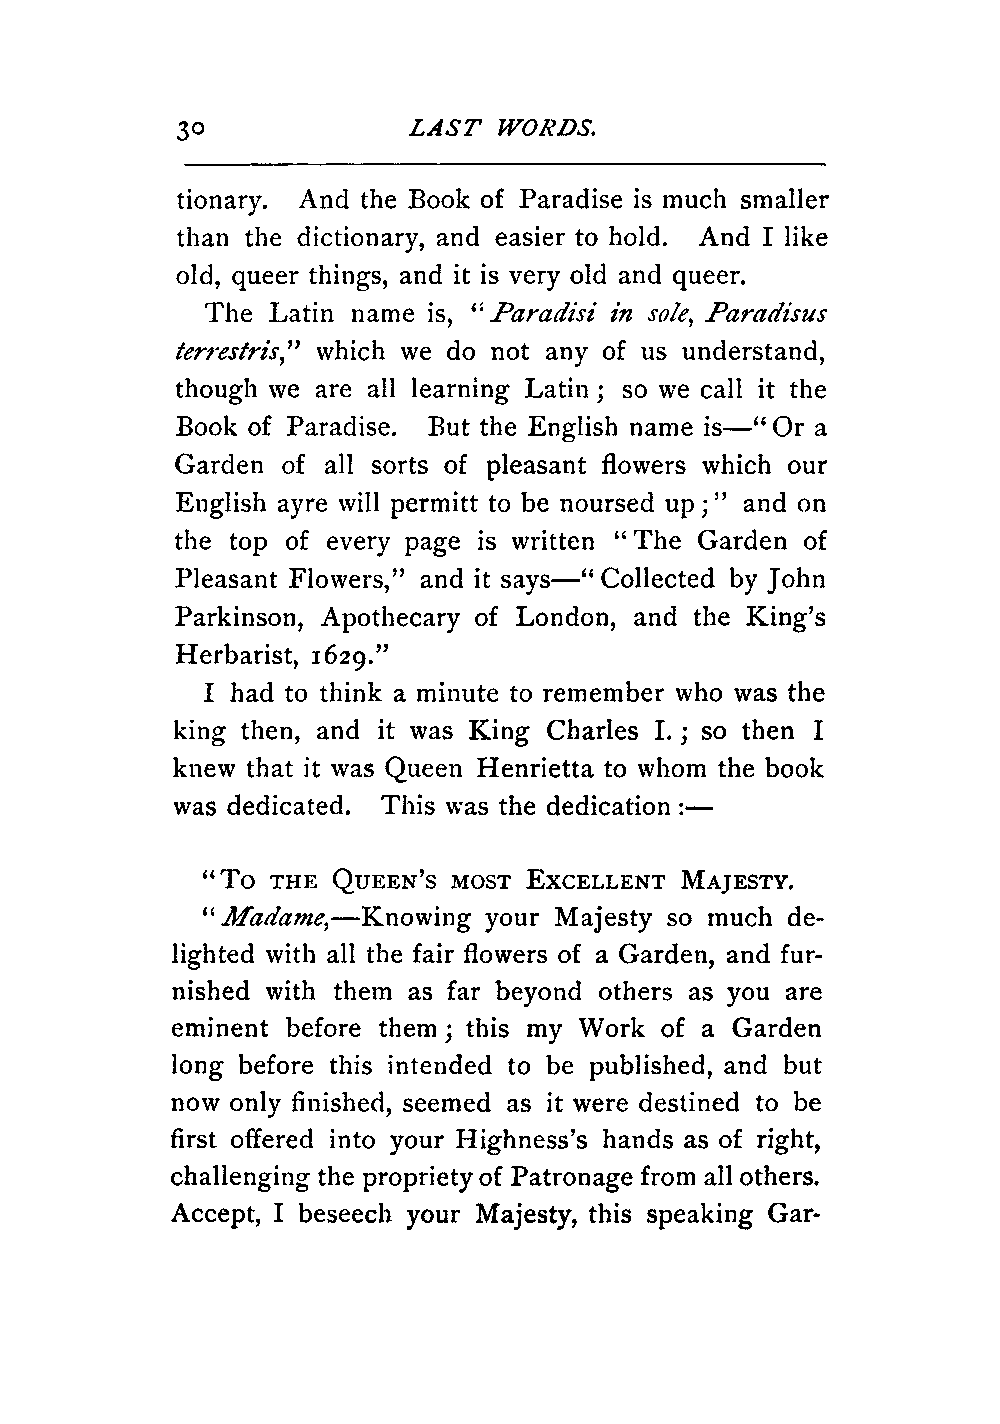 30 LAST WORDS.
tionary. And the Book of Paradise is much smaller
than the dictionary, and easier to hold. And I like
old, queer things, and it is very old and queer.
The Latin name is, “Paradisi in sole, Paradisus
terrestris,” which we do not any of us understand,
though we are all learning Latin; so we call it the
Book of Paradise. But the English name is—“Or a
Garden of all sorts of pleasant flowers which our
English ayre will permitt to be noursed up;” and on
the top of every page is written “The Garden of
Pleasant Flowers,” and it says—“Collected by John
Parkinson, Apothecary of London, and the King’s
Herbarist, 1629.”
I had to think a minute to remember who was the
king then, and it was King Charles I.; so then I
knew that it was Queen Henrietta to whom the book
was dedicated. This was the dedication:—
“To the Queen’s most Excellent Majesty.
“Madame,—Knowing your Majesty so much de-
lighted with all the fair flowers of a Garden, and fur-
nished with them as far beyond others as you are
eminent before them; this my Work of a Garden
long before this intended to be published, and but
now only finished, seemed as it were destined to be
first offered into your Highness’s hands as of right,
challenging the propriety of Patronage from all others.
Accept, I beseech your Majesty, this speaking Gar-